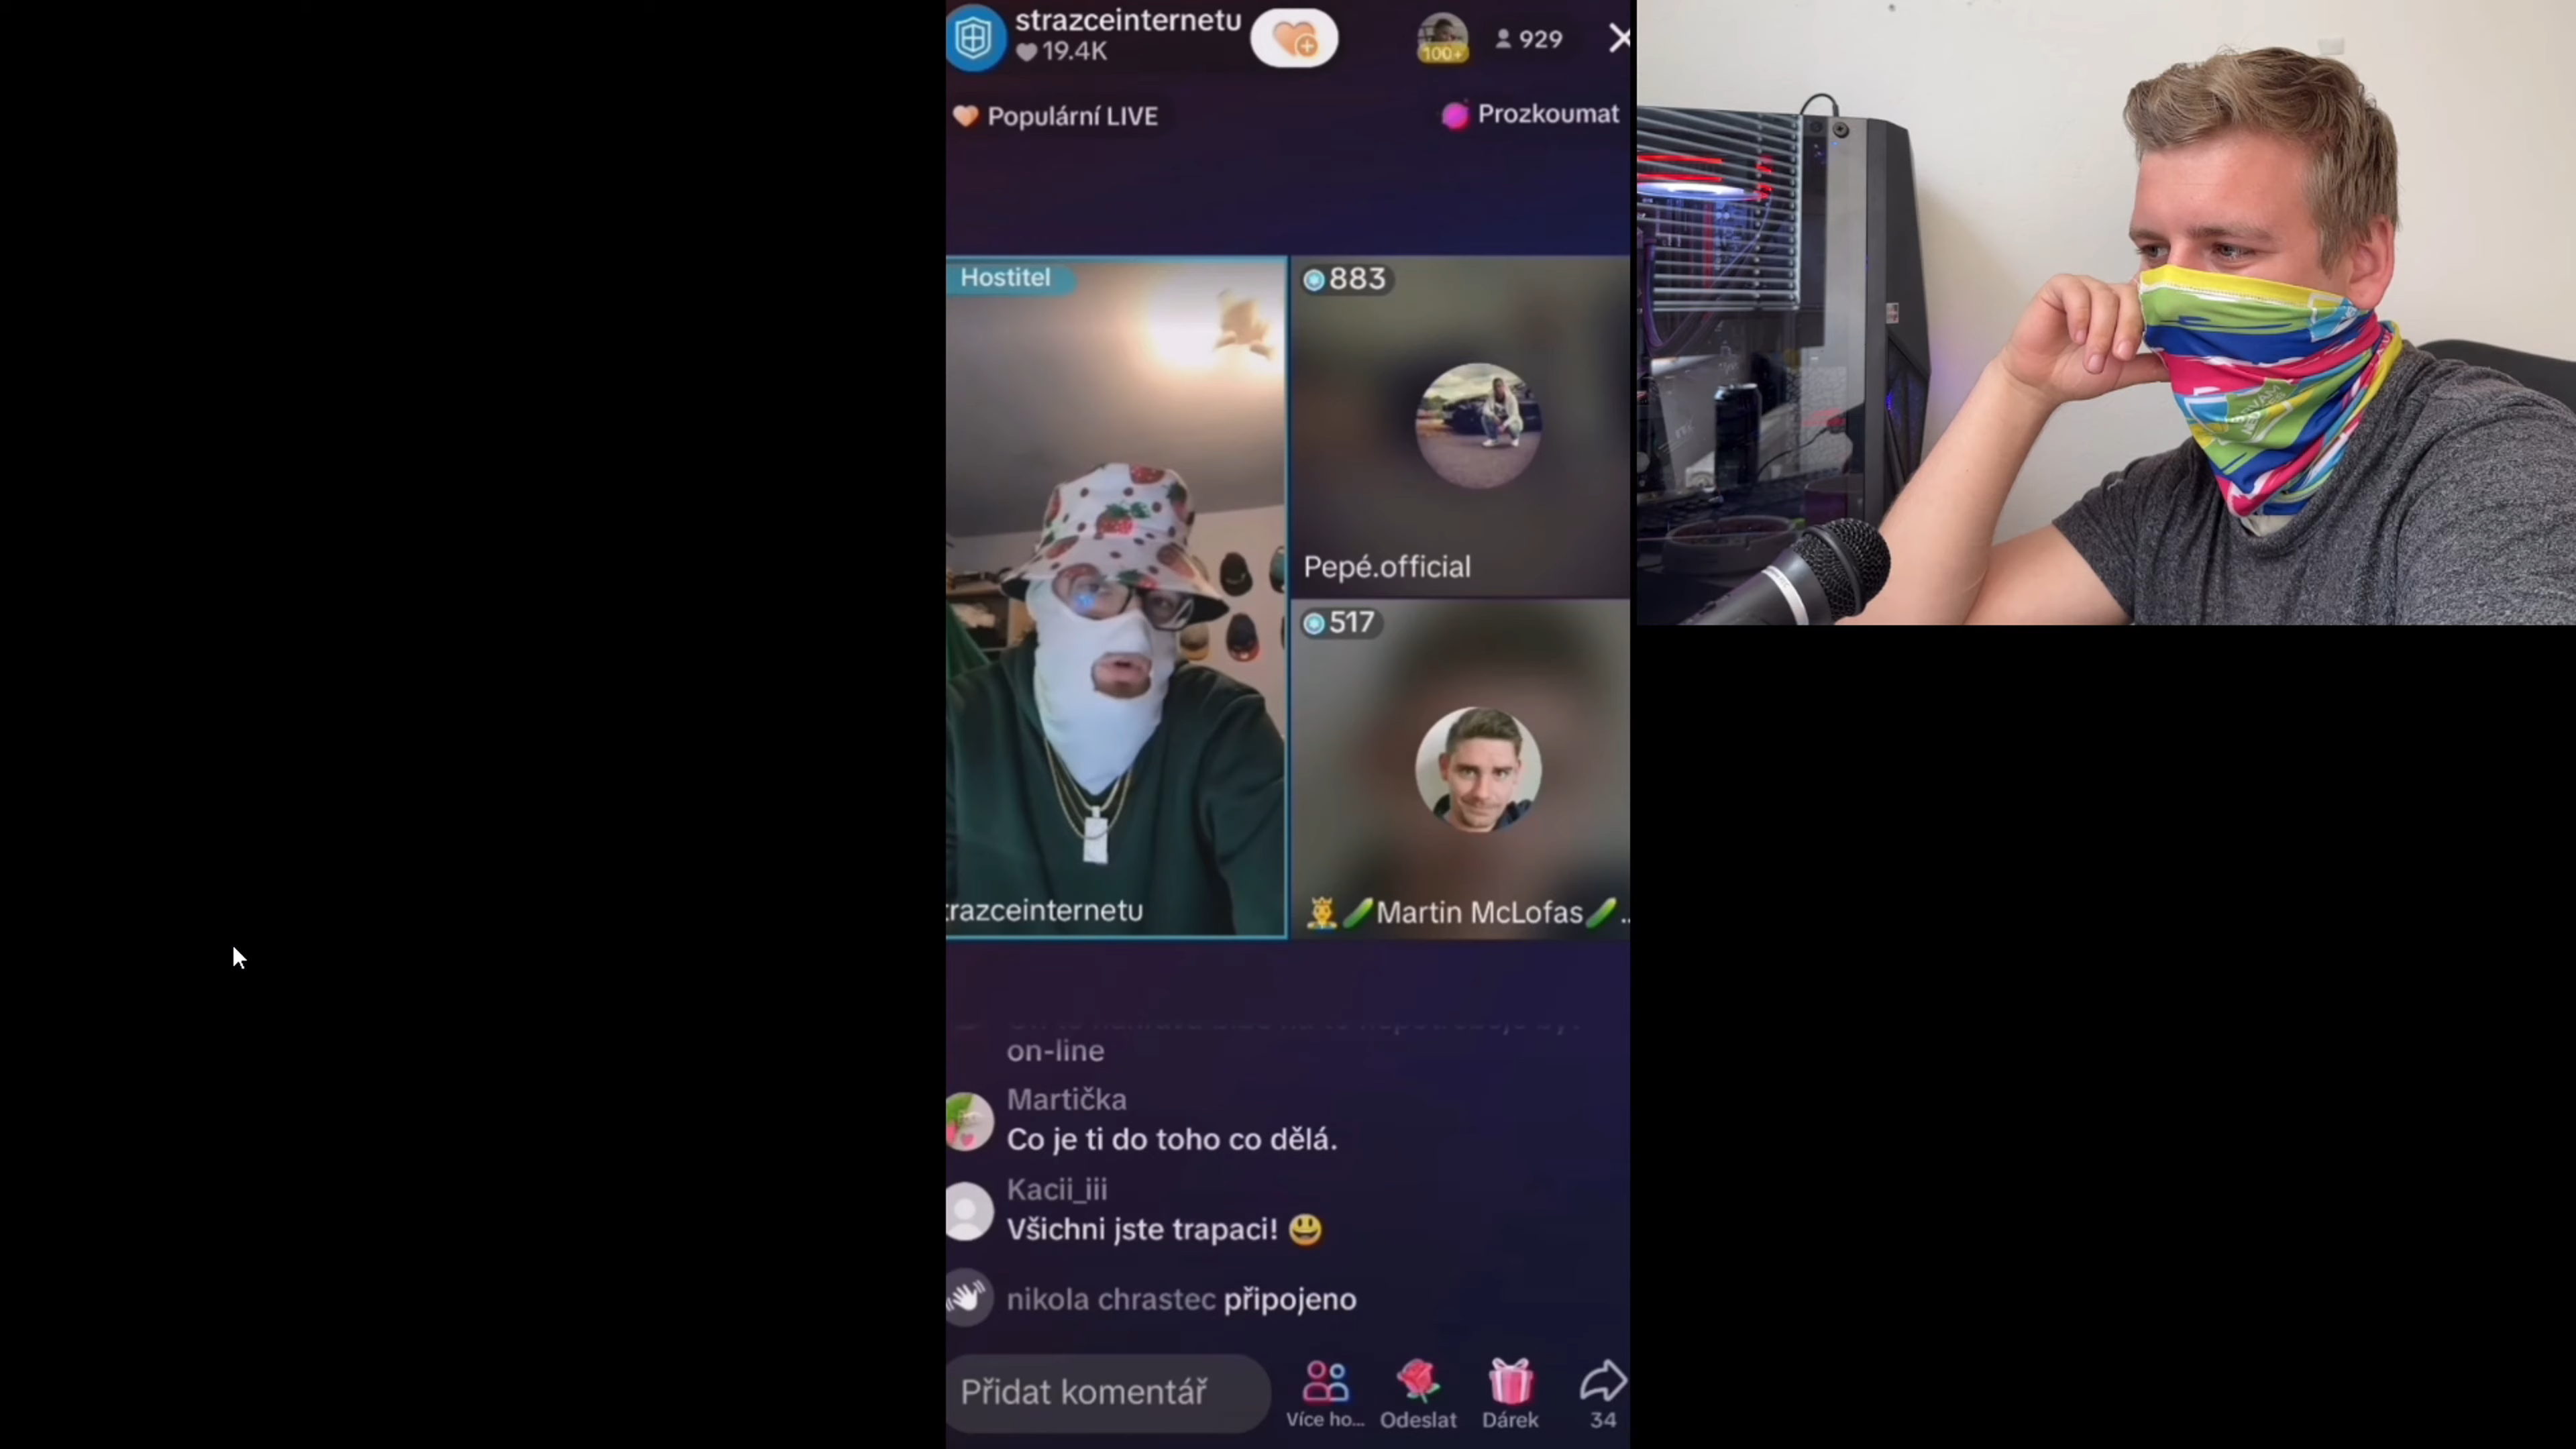 strazceinternetu
19.4K
100+
929
Populární LIVE
Prozkoumat
Hostitel
883
Pepé.official
517
Martin McLofas
razceinternetu
on-line
Martička
Co je ti do toho co dělá.
Kacii_iii
Všichni jste trapaci! 😃
nikola chrastec připojeno
Přidat komentář
Více ho...
Odeslat
Dárek
34